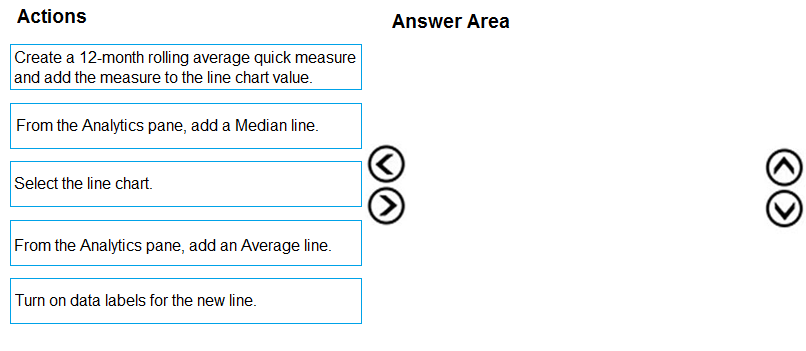 Actions
Answer Area
Create a 12-month rolling average quick measure
and add the measure to the line chart value.
From the Analytics pane, add a Median line.
Select the line chart.
From the Analytics pane, add an Average line.
Turn on data labels for the new line.